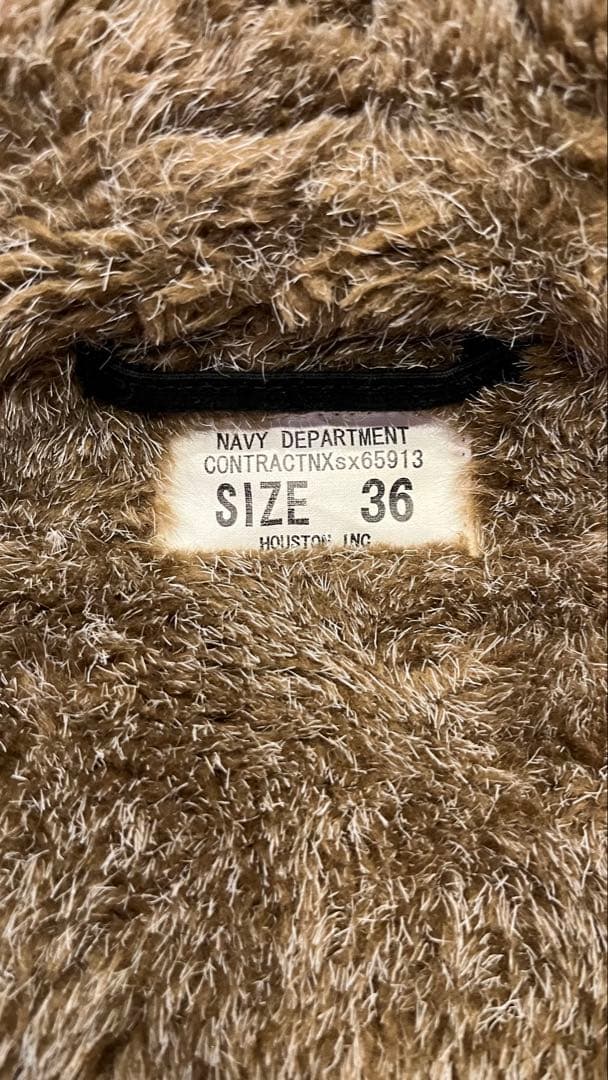 NAVY DEPARTMENT
CONTRACTNXsx65913
SIZE 36
HOUSTON INC